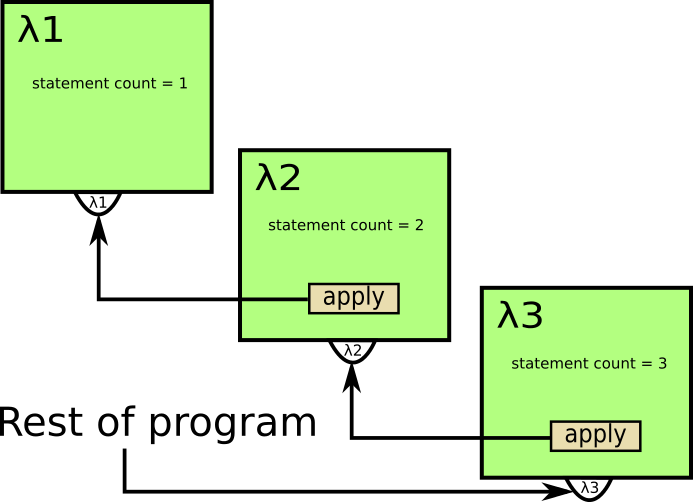 λ1
statement count = 1
λ1
λ2
statement count = 2
apply
λ2
λ3
statement count = 3
apply
λ3
Rest of program